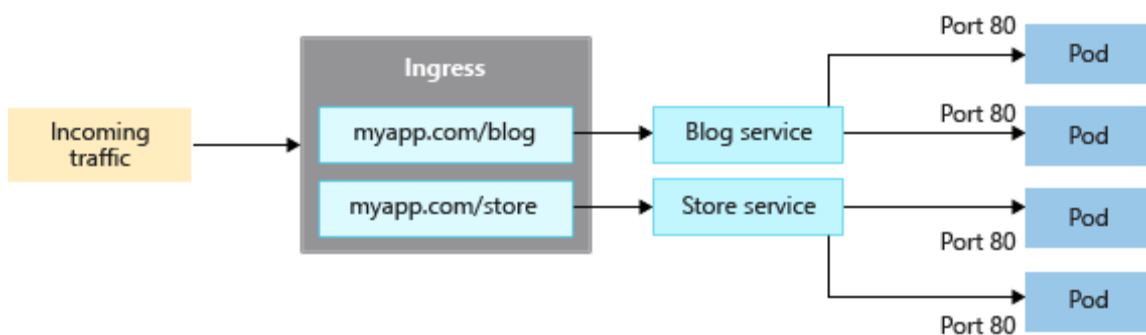 Ingress
Incoming
traffic
myapp.com/blog
myapp.com/store
Blog service
Store service
Port 80
Pod
Port 80
Pod
Port 80
Pod
Port 80
Pod